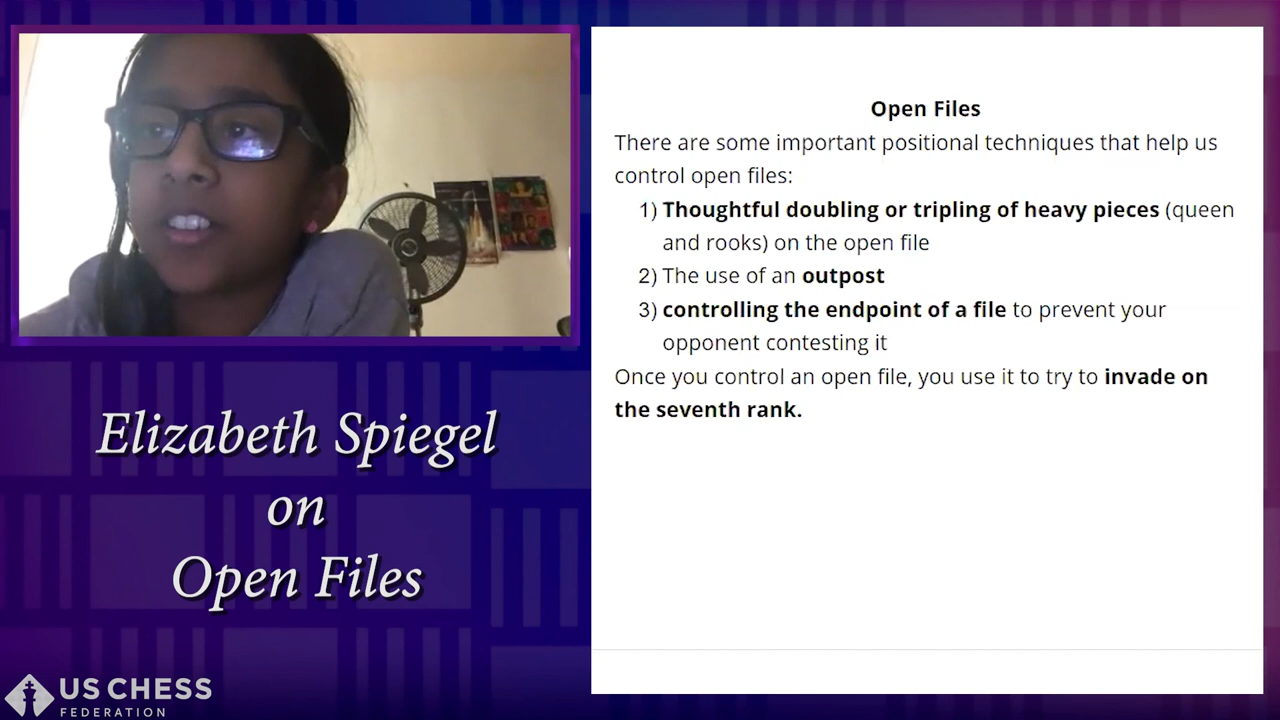 Open Files
There are some important positional techniques that help us
control open files:
1) Thoughtful doubling or tripling of heavy pieces (queen
and rooks) on the open file
2) The use of an outpost
3) controlling the endpoint of a file to prevent your
opponent contesting it
Once you control an open file, you use it to try to invade on
the seventh rank.
Elizabeth Spiegel
on
Open Files
US CHESS
FEDERATION